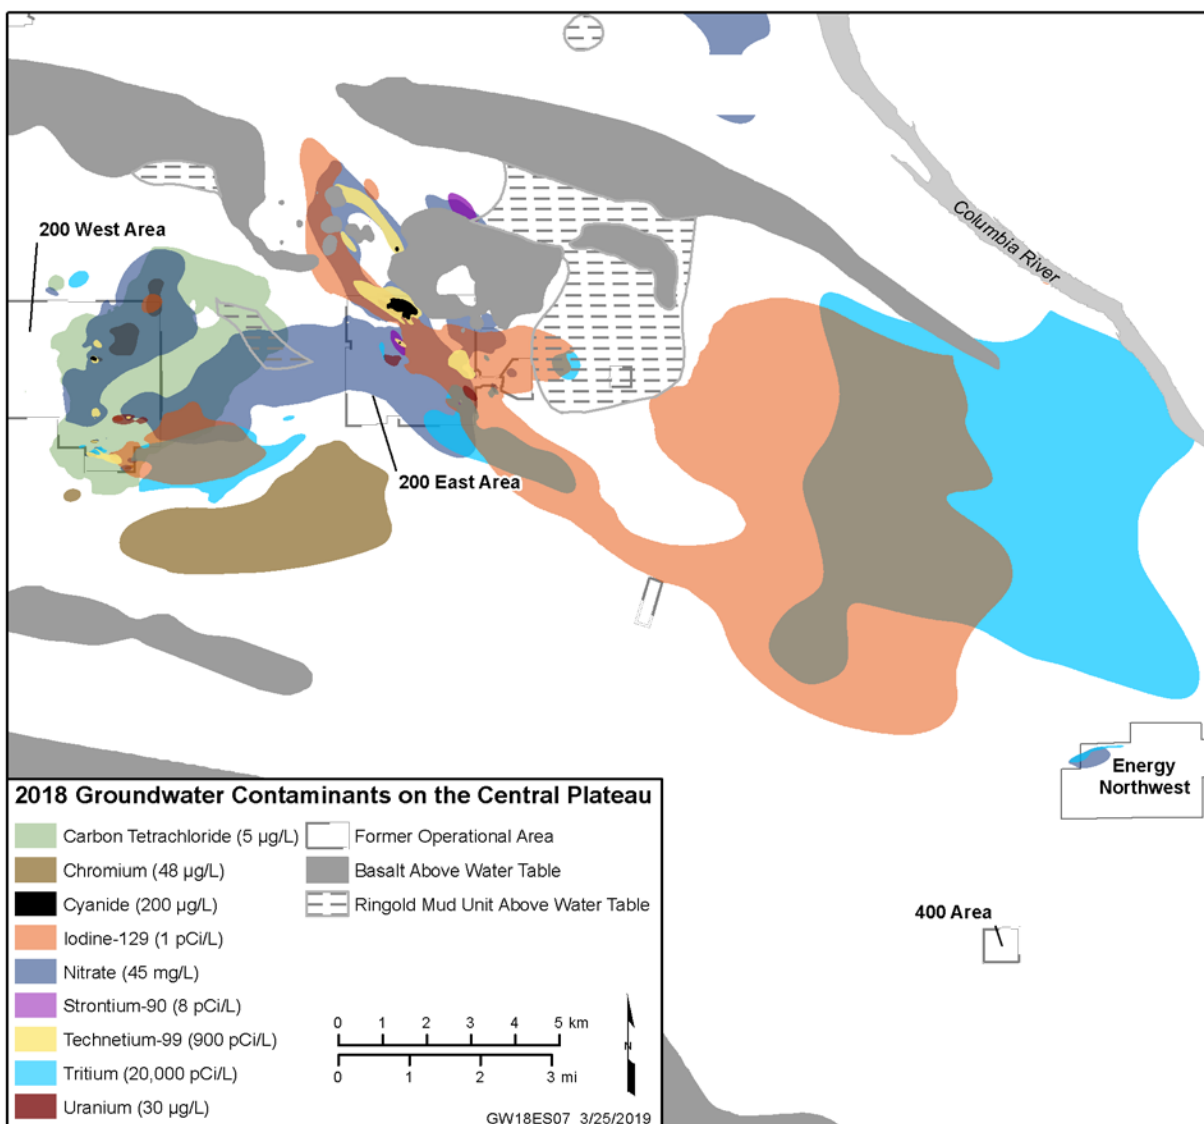 Columbia River
200 West Area
200 East Area
Energy
Northwest
400 Area
2018 Groundwater Contaminants on the Central Plateau
Carbon Tetrachloride (5 µg/L)
Chromium (48 µg/L)
Cyanide (200 µg/L)
Iodine-129 (1 pCi/L)
Nitrate (45 mg/L)
Strontium-90 (8 pCi/L)
Technetium-99 (900 pCi/L)
Tritium (20,000 pCi/L)
Uranium (30 µg/L)
Former Operational Area
Basalt Above Water Table
Ringold Mud Unit Above Water Table
0 1 2 3 4 5 km
0 1 2 3 mi
N
GW18ES07 3/25/2019